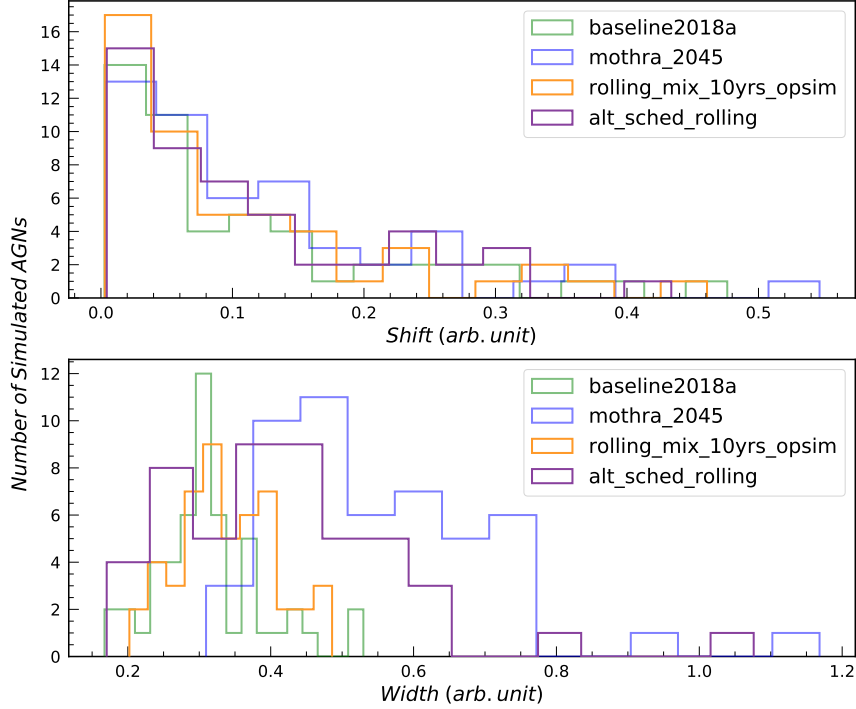 16
14
12
10
8
6
4
2
0
baseline2018a
mothra_2045
rolling_mix_10yrs_opsim
alt_sched_rolling
0.0 0.1 0.2 0.3 0.4 0.5
Shift (arb. unit)
Number of Simulated AGNs
12
10
8
6
4
2
0
baseline2018a
mothra_2045
rolling_mix_10yrs_opsim
alt_sched_rolling
0.2 0.4 0.6 0.8 1.0 1.2
Width (arb. unit)